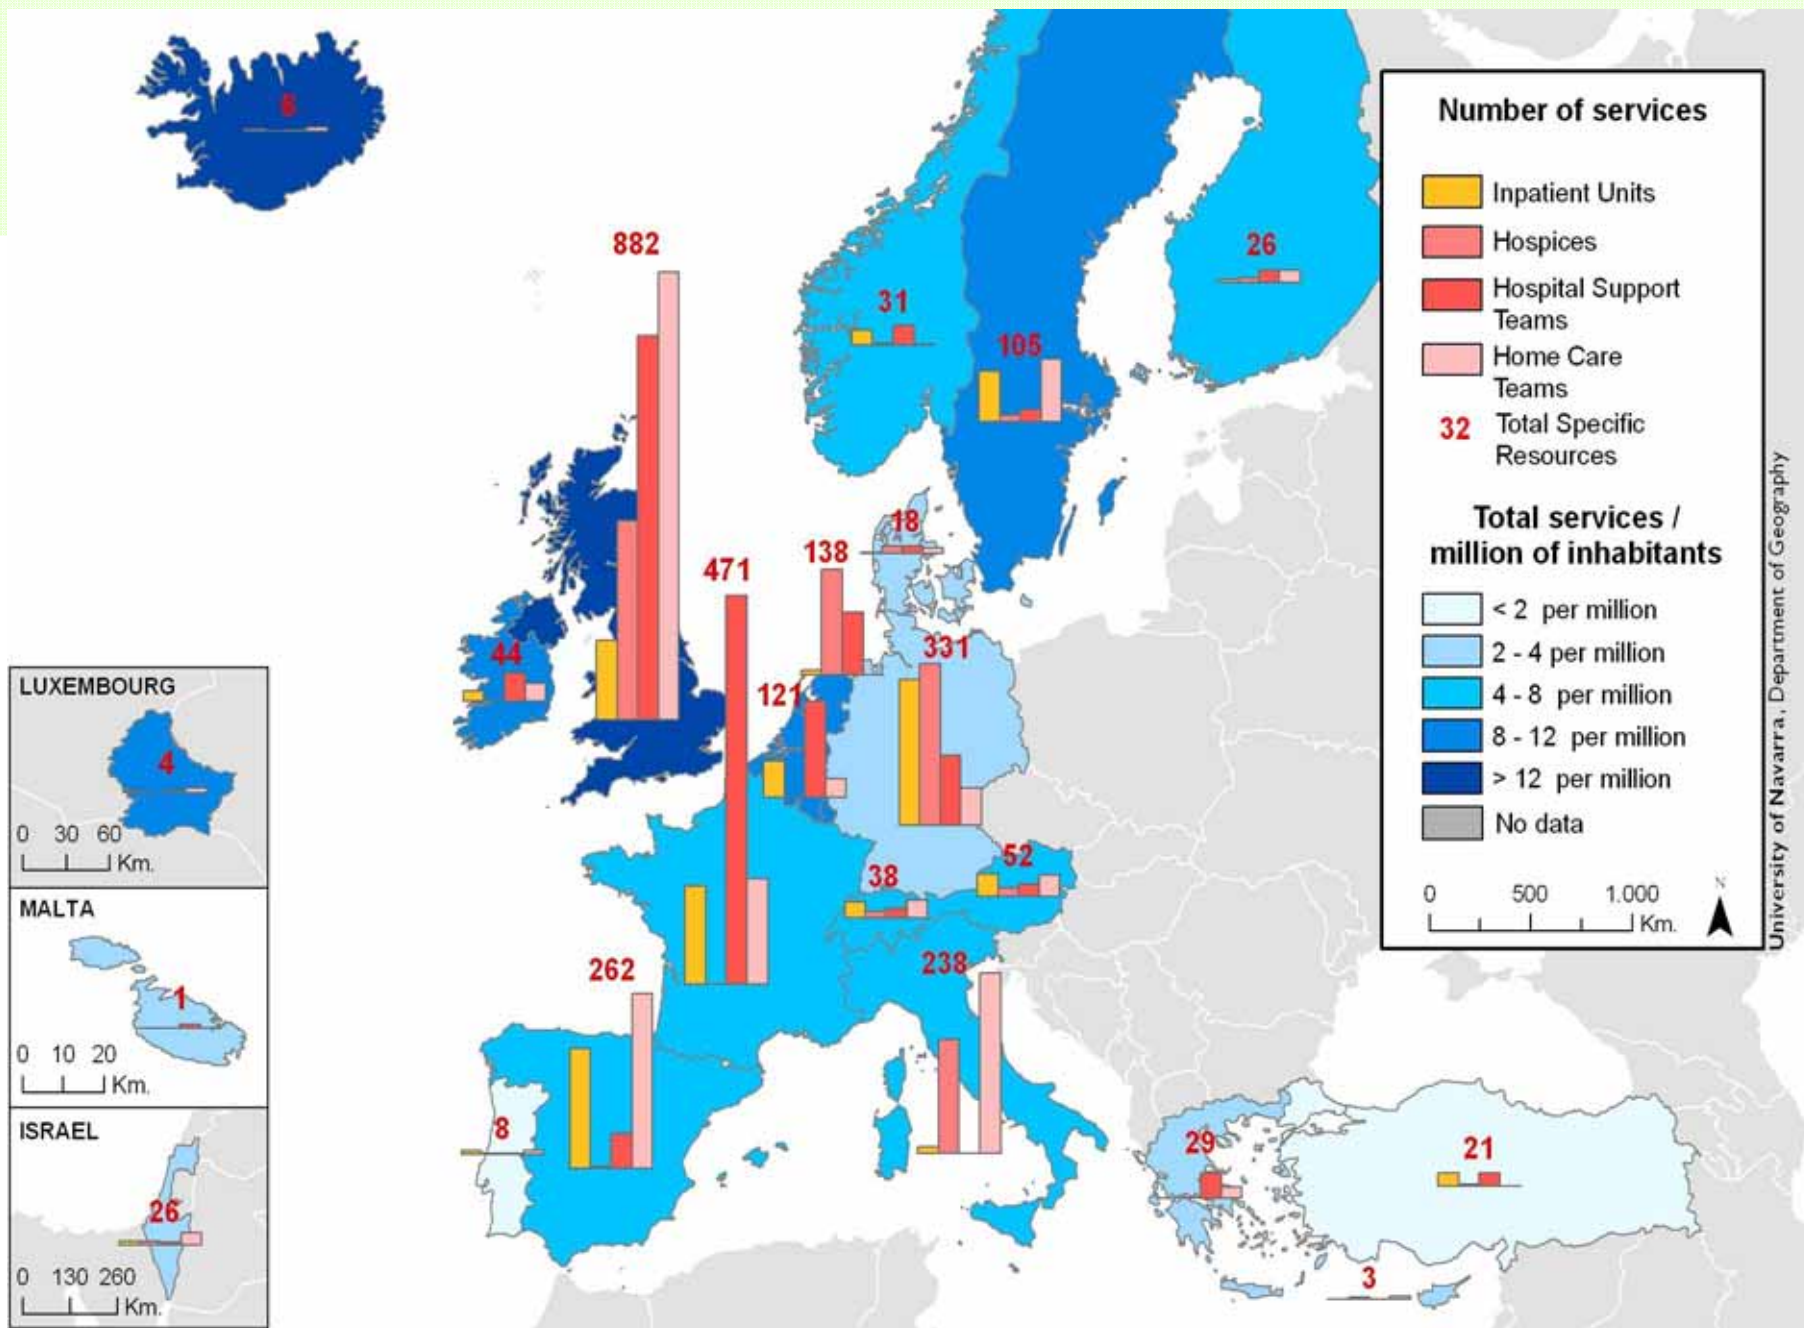 6
882
31
26
105
18
138
471
331
44
121
52
38
262
238
8
29
21
3
LUXEMBOURG
4
0 30 60
Km.
MALTA
1
0 10 20
Km.
ISRAEL
26
0 130 260
Km.
Number of services
Inpatient Units
Hospices
Hospital Support
Teams
Home Care
Teams
32 Total Specific
Resources
Total services /
million of inhabitants
< 2 per million
2 - 4 per million
4 - 8 per million
8 - 12 per million
> 12 per million
No data
0 500 1.000
Km.
N
University of Navarra, Department of Geography